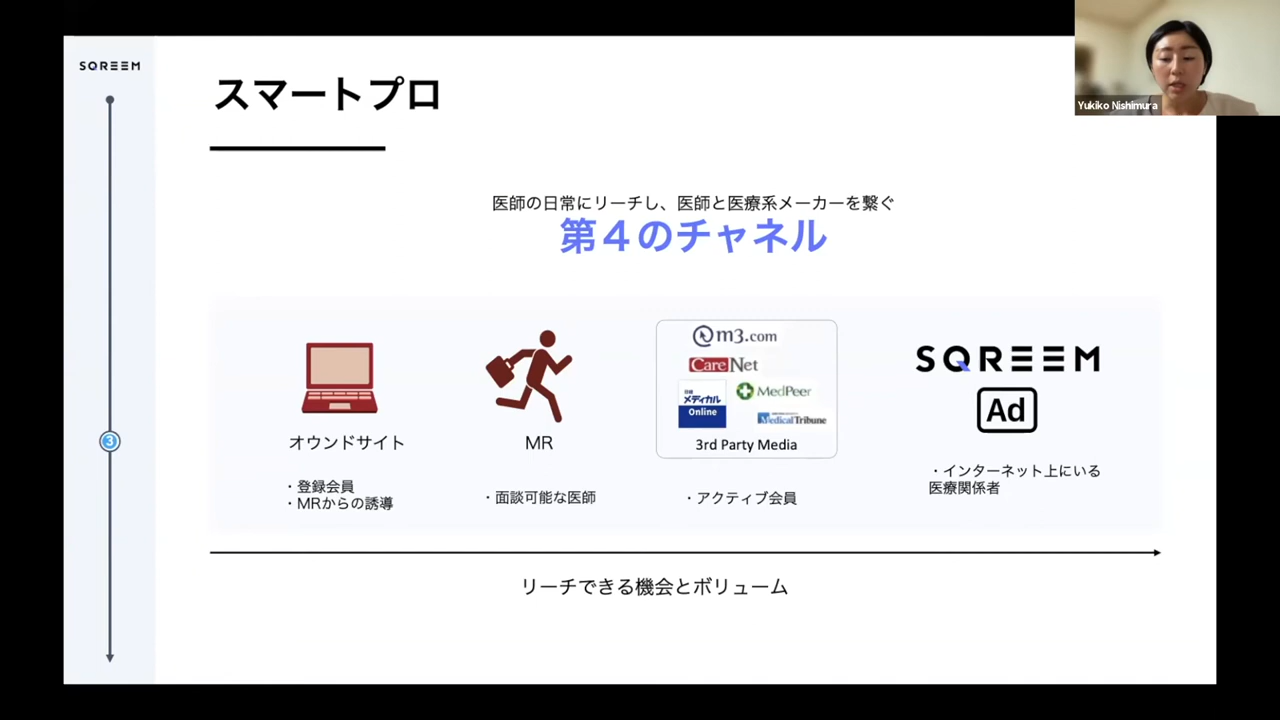 SQREEM
スマートプロ
Yukiko Nishimura
医師の日常にリーチし、医師と医療系メーカーを繋ぐ
第４のチャネル
オウンドサイト
・登録会員
・MRからの誘導
MR
・面談可能な医師
m3.com
CareNet
日経
メディカル
Online
MedPeer
Medical Tribune
3rd Party Media
・アクティブ会員
SQREEM
Ad
・インターネット上にいる
医療関係者
3
リーチできる機会とボリューム